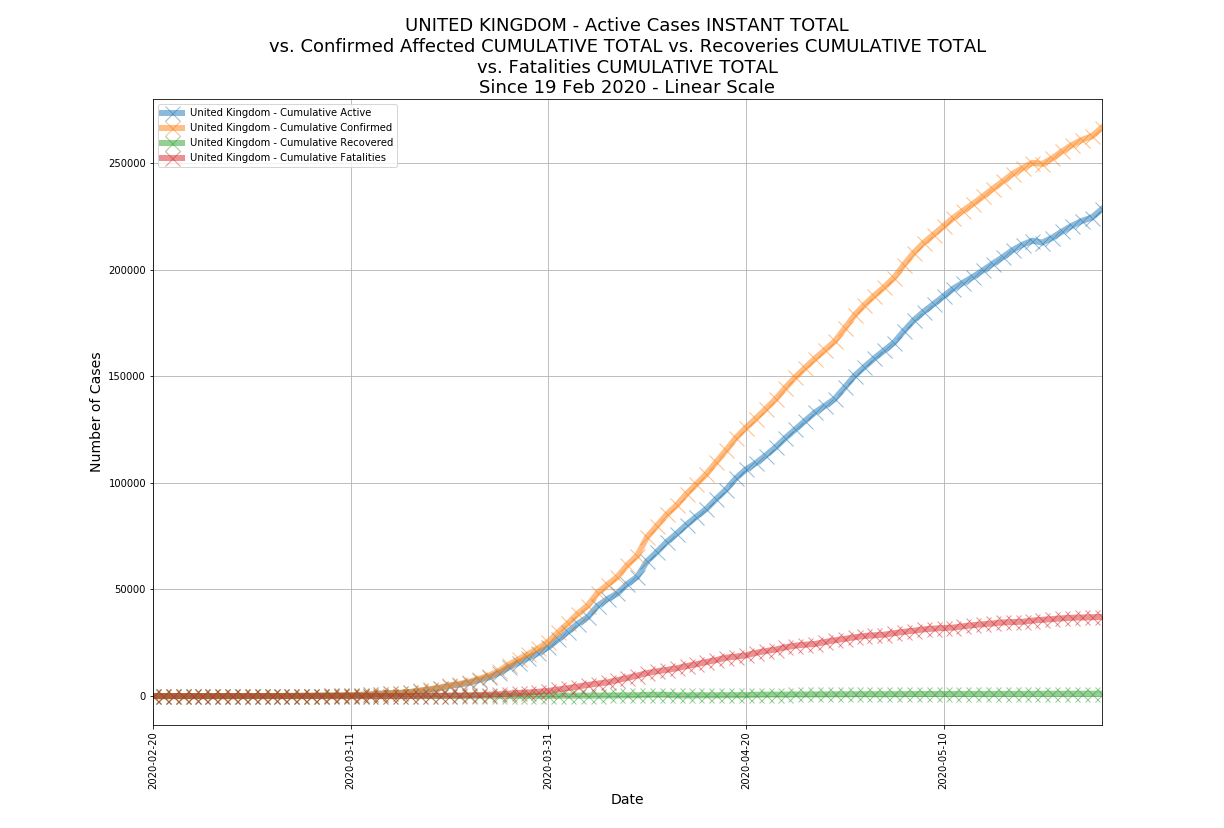 UNITED KINGDOM - Active Cases INSTANT TOTAL
vs. Confirmed Affected CUMULATIVE TOTAL vs. Recoveries CUMULATIVE TOTAL
vs. Fatalities CUMULATIVE TOTAL
Since 19 Feb 2020 - Linear Scale
United Kingdom - Cumulative Active
United Kingdom - Cumulative Confirmed
United Kingdom - Cumulative Recovered
United Kingdom - Cumulative Fatalities
Number of Cases
250000
200000
150000
100000
50000
0
2020-02-20
2020-03-11
2020-03-31
2020-04-20
2020-05-10
Date